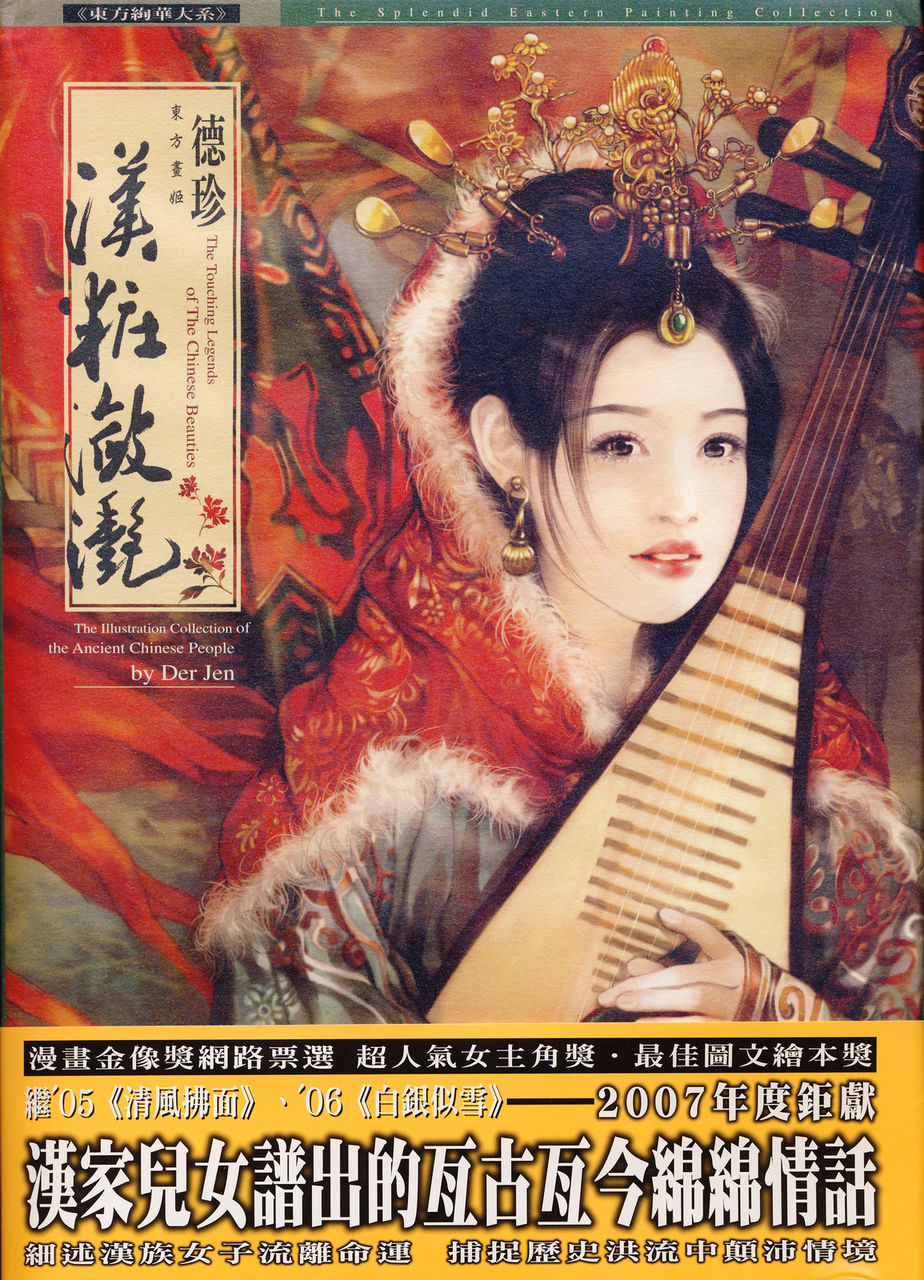 《東方絢華大系》
The Splendid Eastern Painting Collection
東方畫姬
德珍
The Touching Legends
of The Chinese Beauties
漢粧瀲灩
The Illustration Collection of
the Ancient Chinese People
by Der Jen
漫畫金像獎網路票選 超人氣女主角獎・最佳圖文繪本獎
繼'05《清風拂面》、'06《白銀似雪》——2007年度鉅獻
漢家兒女譜出的亙古亙今綿綿情話
細述漢族女子流離命運 捕捉歷史洪流中顛沛情境